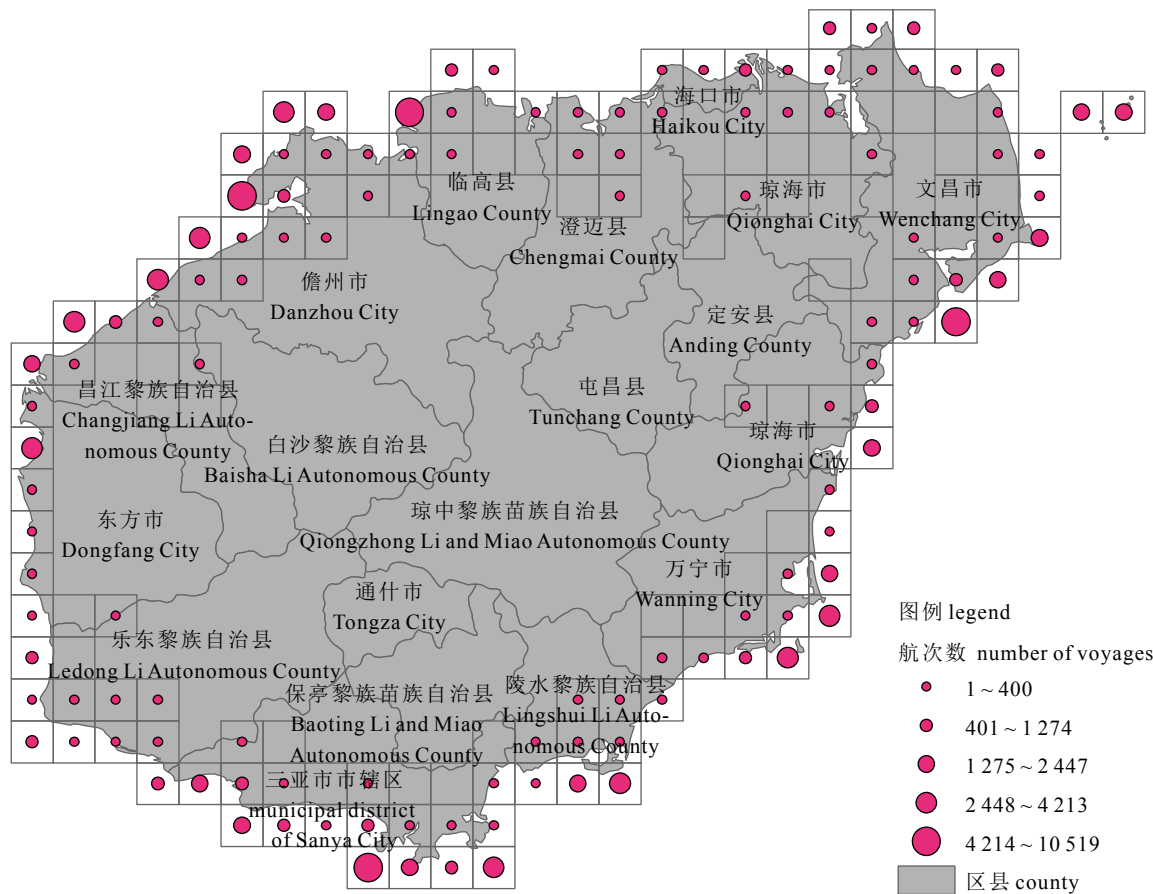 海口市
Haikou City
临高县
Lingao County
琼海市
Qionghai City
文昌市
Wenchang City
澄迈县
Chengmai County
儋州市
Danzhou City
定安县
Anding County
昌江黎族自治县
Changjiang Li Auto-
nomous County
屯昌县
Tunchang County
白沙黎族自治县
Baisha Li Autonomous County
琼海市
Qionghai City
东方市
Dongfang City
琼中黎族苗族自治县
Qiongzhong Li and Miao Autonomous County
万宁市
Wanning City
通什市
Tongza City
乐东黎族自治县
Ledong Li Autonomous County
保亭黎族苗族自治县
Baoting Li and Miao
Autonomous County
陵水黎族自治县
Lingshui Li Auto-
nomous County
三亚市市辖区
municipal district
of Sanya City
图例 legend
航次数 number of voyages
1 ~ 400
401 ~ 1 274
1 275 ~ 2 447
2 448 ~ 4 213
4 214 ~ 10 519
区县 county